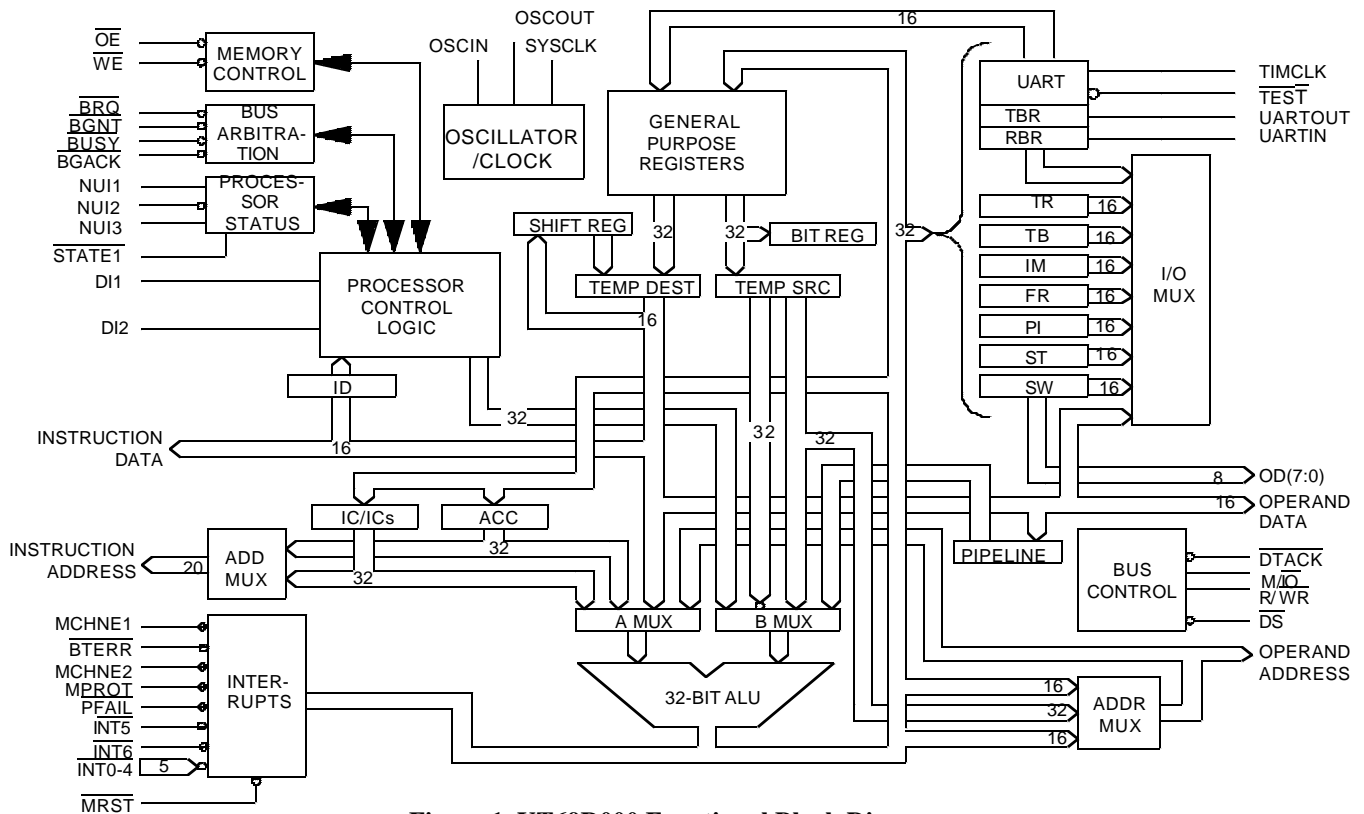 OE
WE
MEMORY
CONTROL
BRQ
BGNT
BUSY
BGACK
BUS
ARBITRA-
TION
NUI1
NUI2
NUI3
PROCES-
SOR
STATUS
STATE1
DI1
DI2
PROCESSOR
CONTROL
LOGIC
ID
OSCIN
OSCOUT
SYSCLK
OSCILLATOR
/CLOCK
GENERAL
PURPOSE
REGISTERS
16
SHIFT REG
32
32
BIT REG
TEMP DEST
TEMP SRC
16
32
UART
TBR
RBR
TIMCLK
TEST
UARTOUT
UARTIN
TR
16
TB
16
IM
16
FR
16
PI
16
ST
16
SW
16
I/O
MUX
INSTRUCTION
DATA
16
32
32
32
8
OD(7:0)
16
OPERAND
DATA
IC/ICs
ACC
INSTRUCTION
ADDRESS
20
ADD
MUX
32
32
PIPELINE
BUS
CONTROL
DTACK
M/IO
R/WR
DS
A MUX
B MUX
32-BIT ALU
MCHNE1
BTERR
MCHNE2
MPROT
PFAIL
INT5
INT6
INT0-4
5
MRST
INTER-
RUPTS
16
32
16
ADDR
MUX
OPERAND
ADDRESS